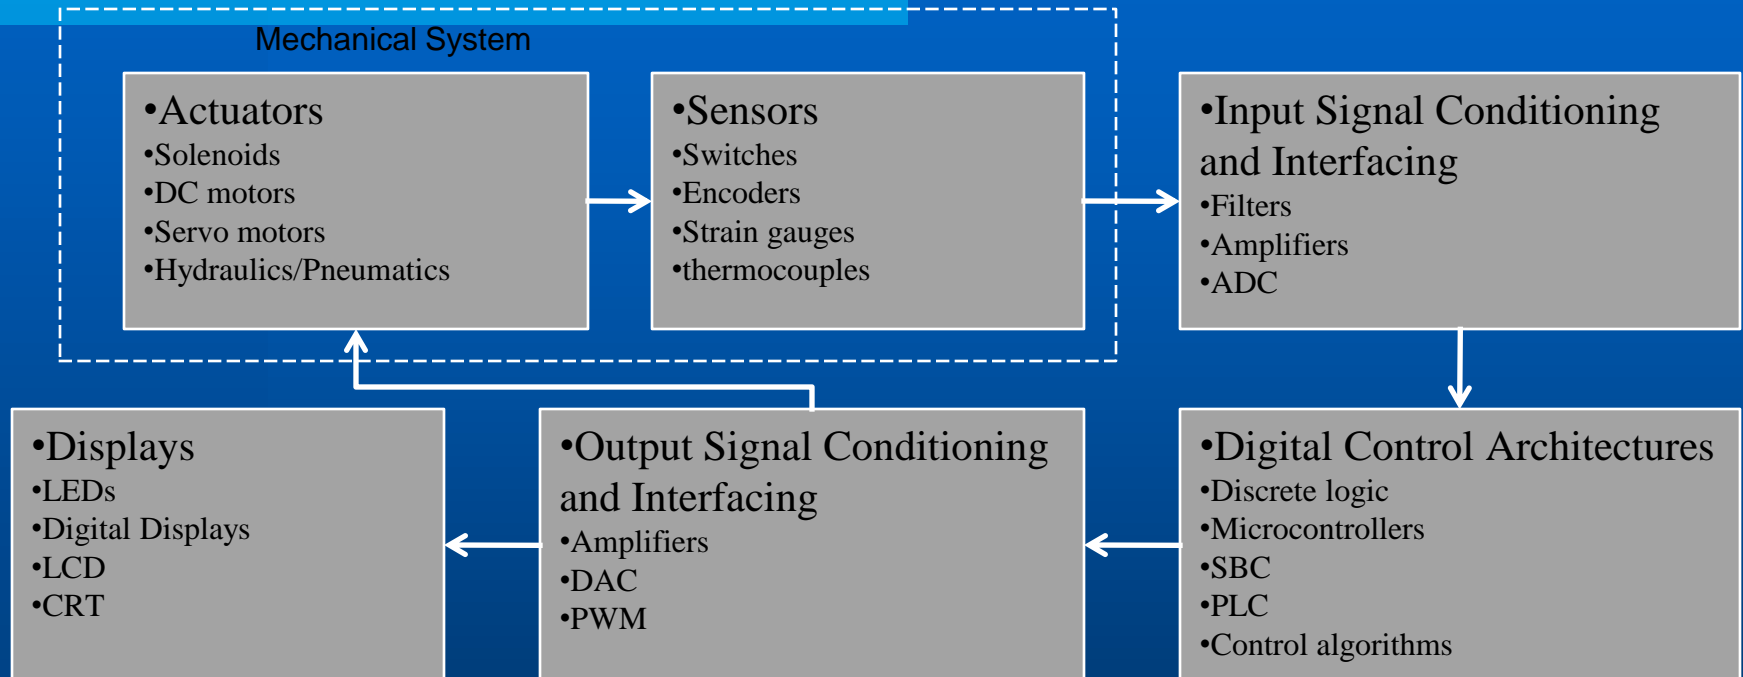 Mechanical System
•Actuators
•Solenoids
•DC motors
•Servo motors
•Hydraulics/Pneumatics
•Sensors
•Switches
•Encoders
•Strain gauges
•thermocouples
•Input Signal Conditioning
and Interfacing
•Filters
•Amplifiers
•ADC
•Displays
•LEDs
•Digital Displays
•LCD
•CRT
•Output Signal Conditioning
and Interfacing
•Amplifiers
•DAC
•PWM
•Digital Control Architectures
•Discrete logic
•Microcontrollers
•SBC
•PLC
•Control algorithms